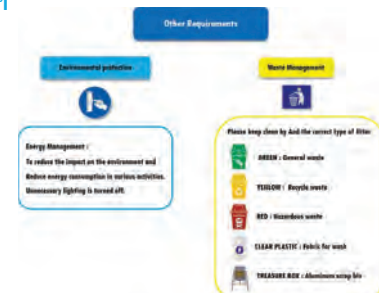 Other Requirements
Environmental protection
Energy Management :
To reduce the impact on the environment and
Reduce energy consumption in various activities.
Unnecessary lighting is turned off.
Waste Management
Please keep clean by And the correct type of litter
GREEN : General waste
YELLOW : Recycle waste
RED : Hazardous waste
CLEAR PLASTIC : Fabric for wash
TREASURE BOX : Aluminum scrap bin